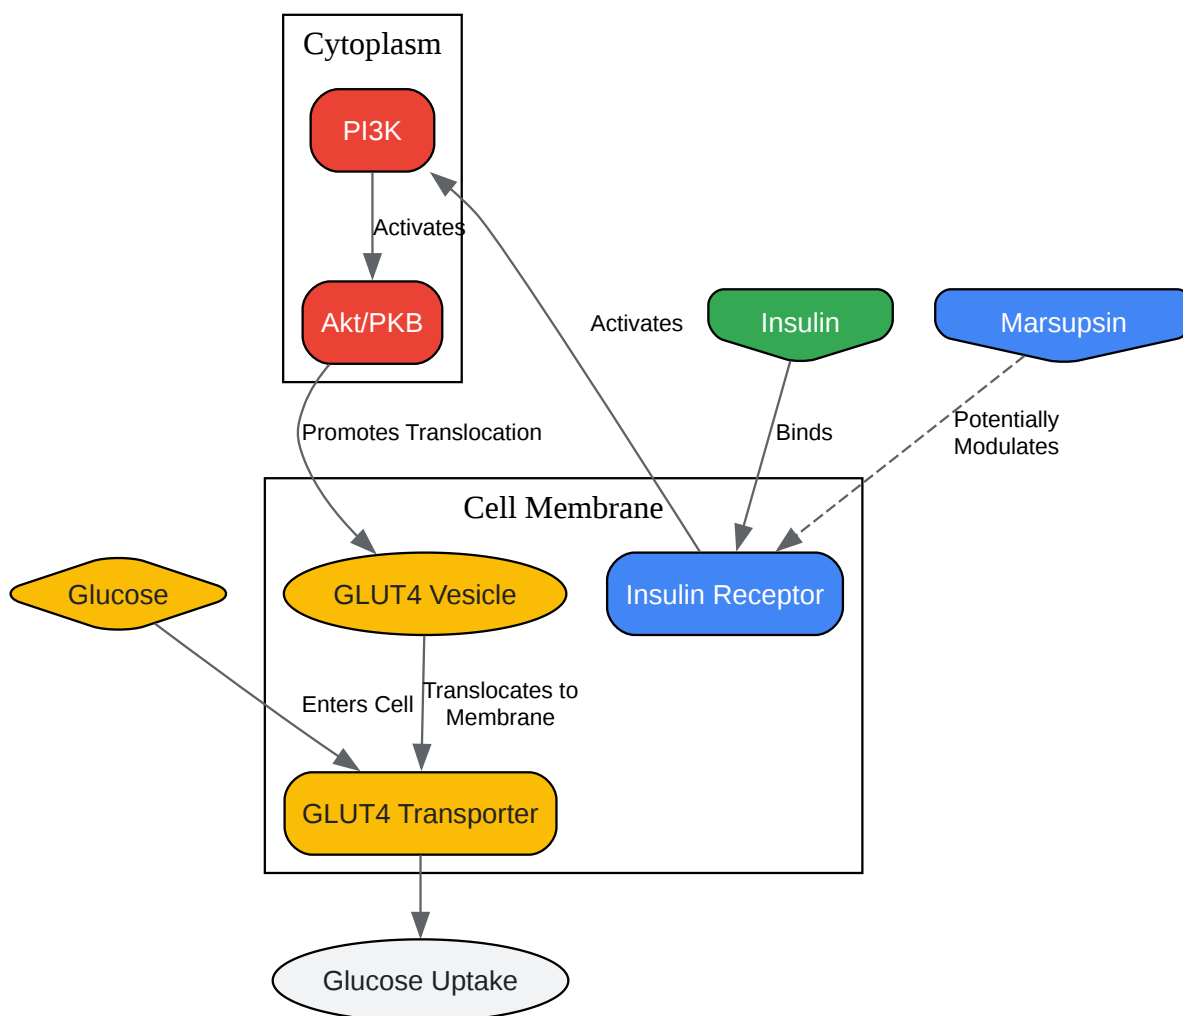 Cytoplasm
PI3K
Activates
Akt/PKB
Activates
Insulin
Marsupsin
Promotes Translocation
Binds
Potentially
Modulates
Cell Membrane
Glucose
GLUT4 Vesicle
Insulin Receptor
Enters Cell
Translocates to
Membrane
GLUT4 Transporter
Glucose Uptake